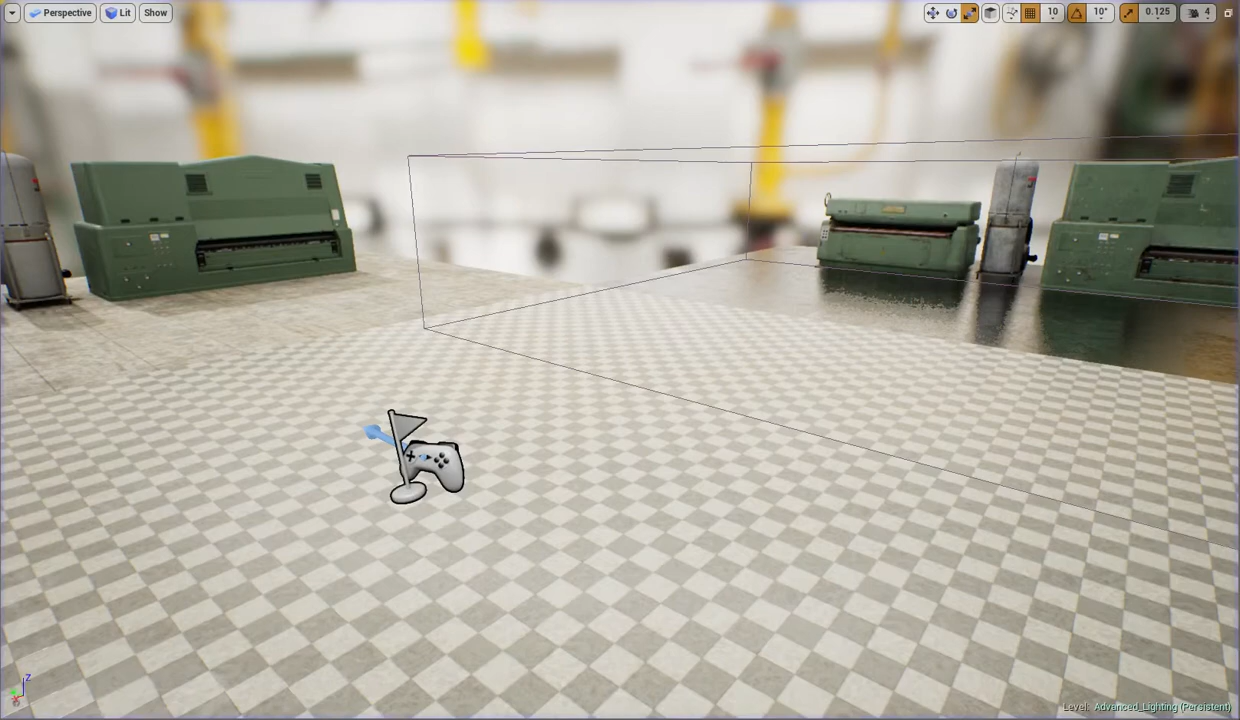 Perspective Lit Show 10 10° 0.125 4
Z
Level: Advanced_Lighting (Persistent)